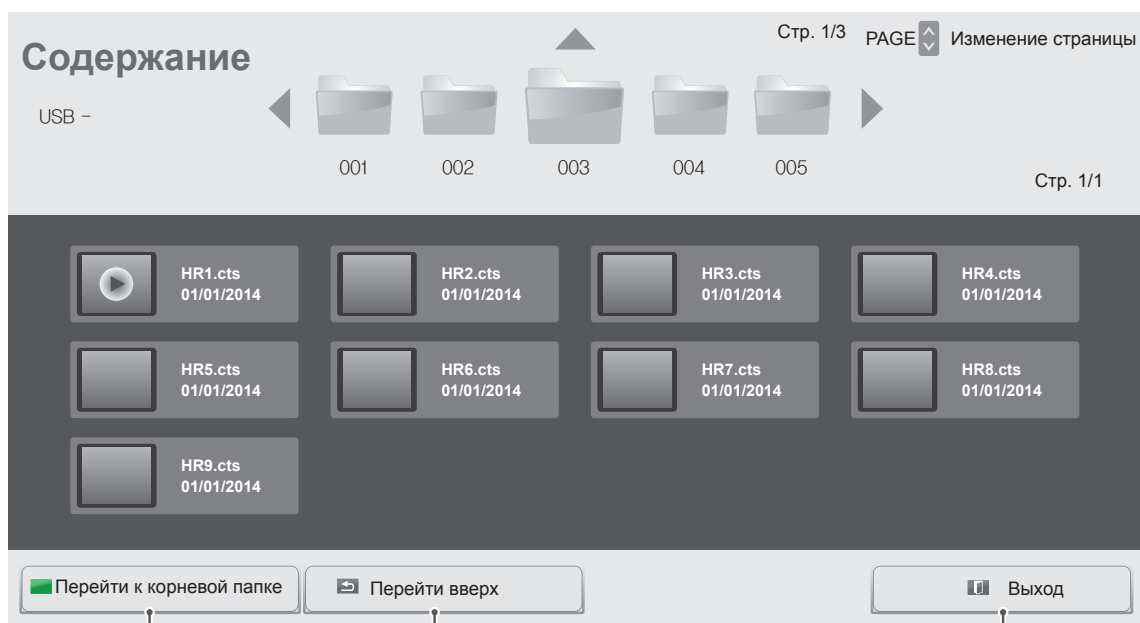 Содержание
Стр. 1/3 PAGE Изменение страницы
USB -
001 002 003 004 005
Стр. 1/1
HR1.cts
01/01/2014
HR2.cts
01/01/2014
HR3.cts
01/01/2014
HR4.cts
01/01/2014
HR5.cts
01/01/2014
HR6.cts
01/01/2014
HR7.cts
01/01/2014
HR8.cts
01/01/2014
HR9.cts
01/01/2014
Перейти к корневой папке
Перейти вверх
Выход